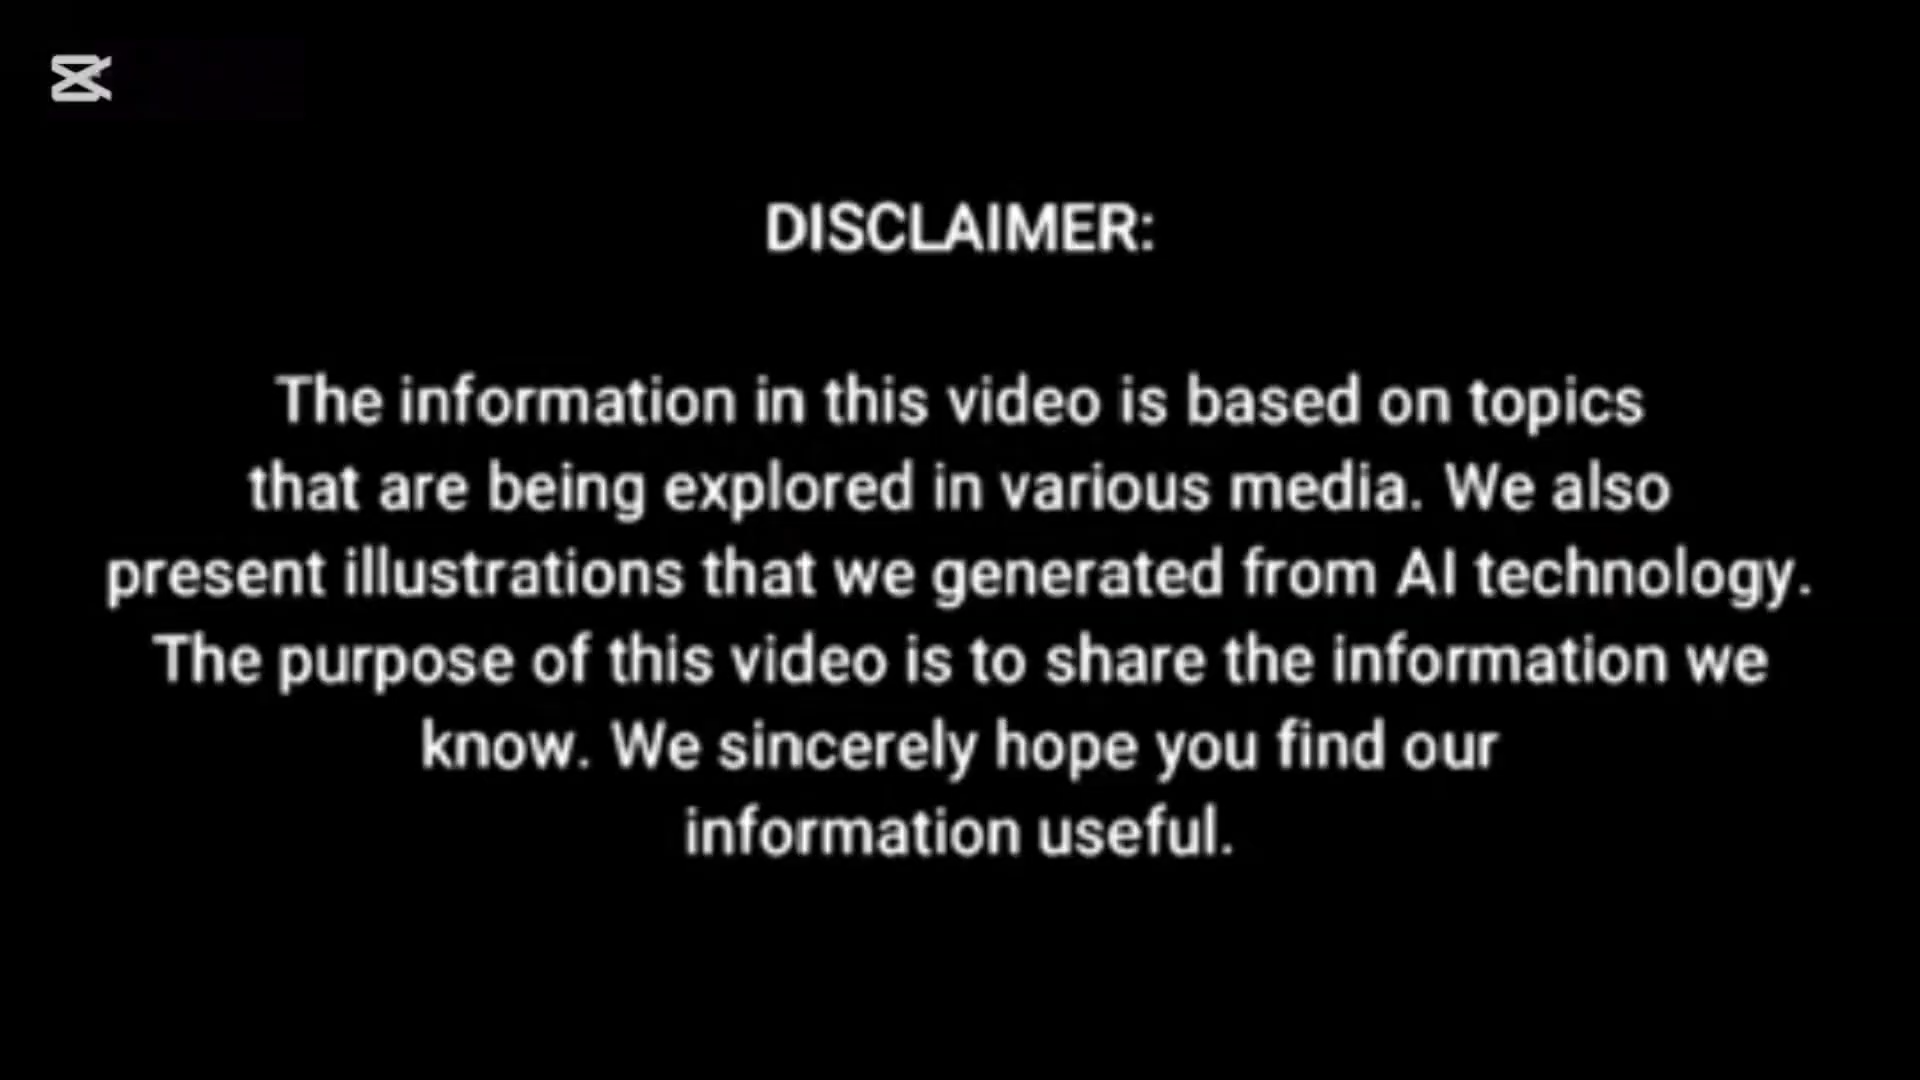 DISCLAIMER:
The information in this video is based on topics
that are being explored in various media. We also
present illustrations that we generated from AI technology.
The purpose of this video is to share the information we
know. We sincerely hope you find our
information useful.